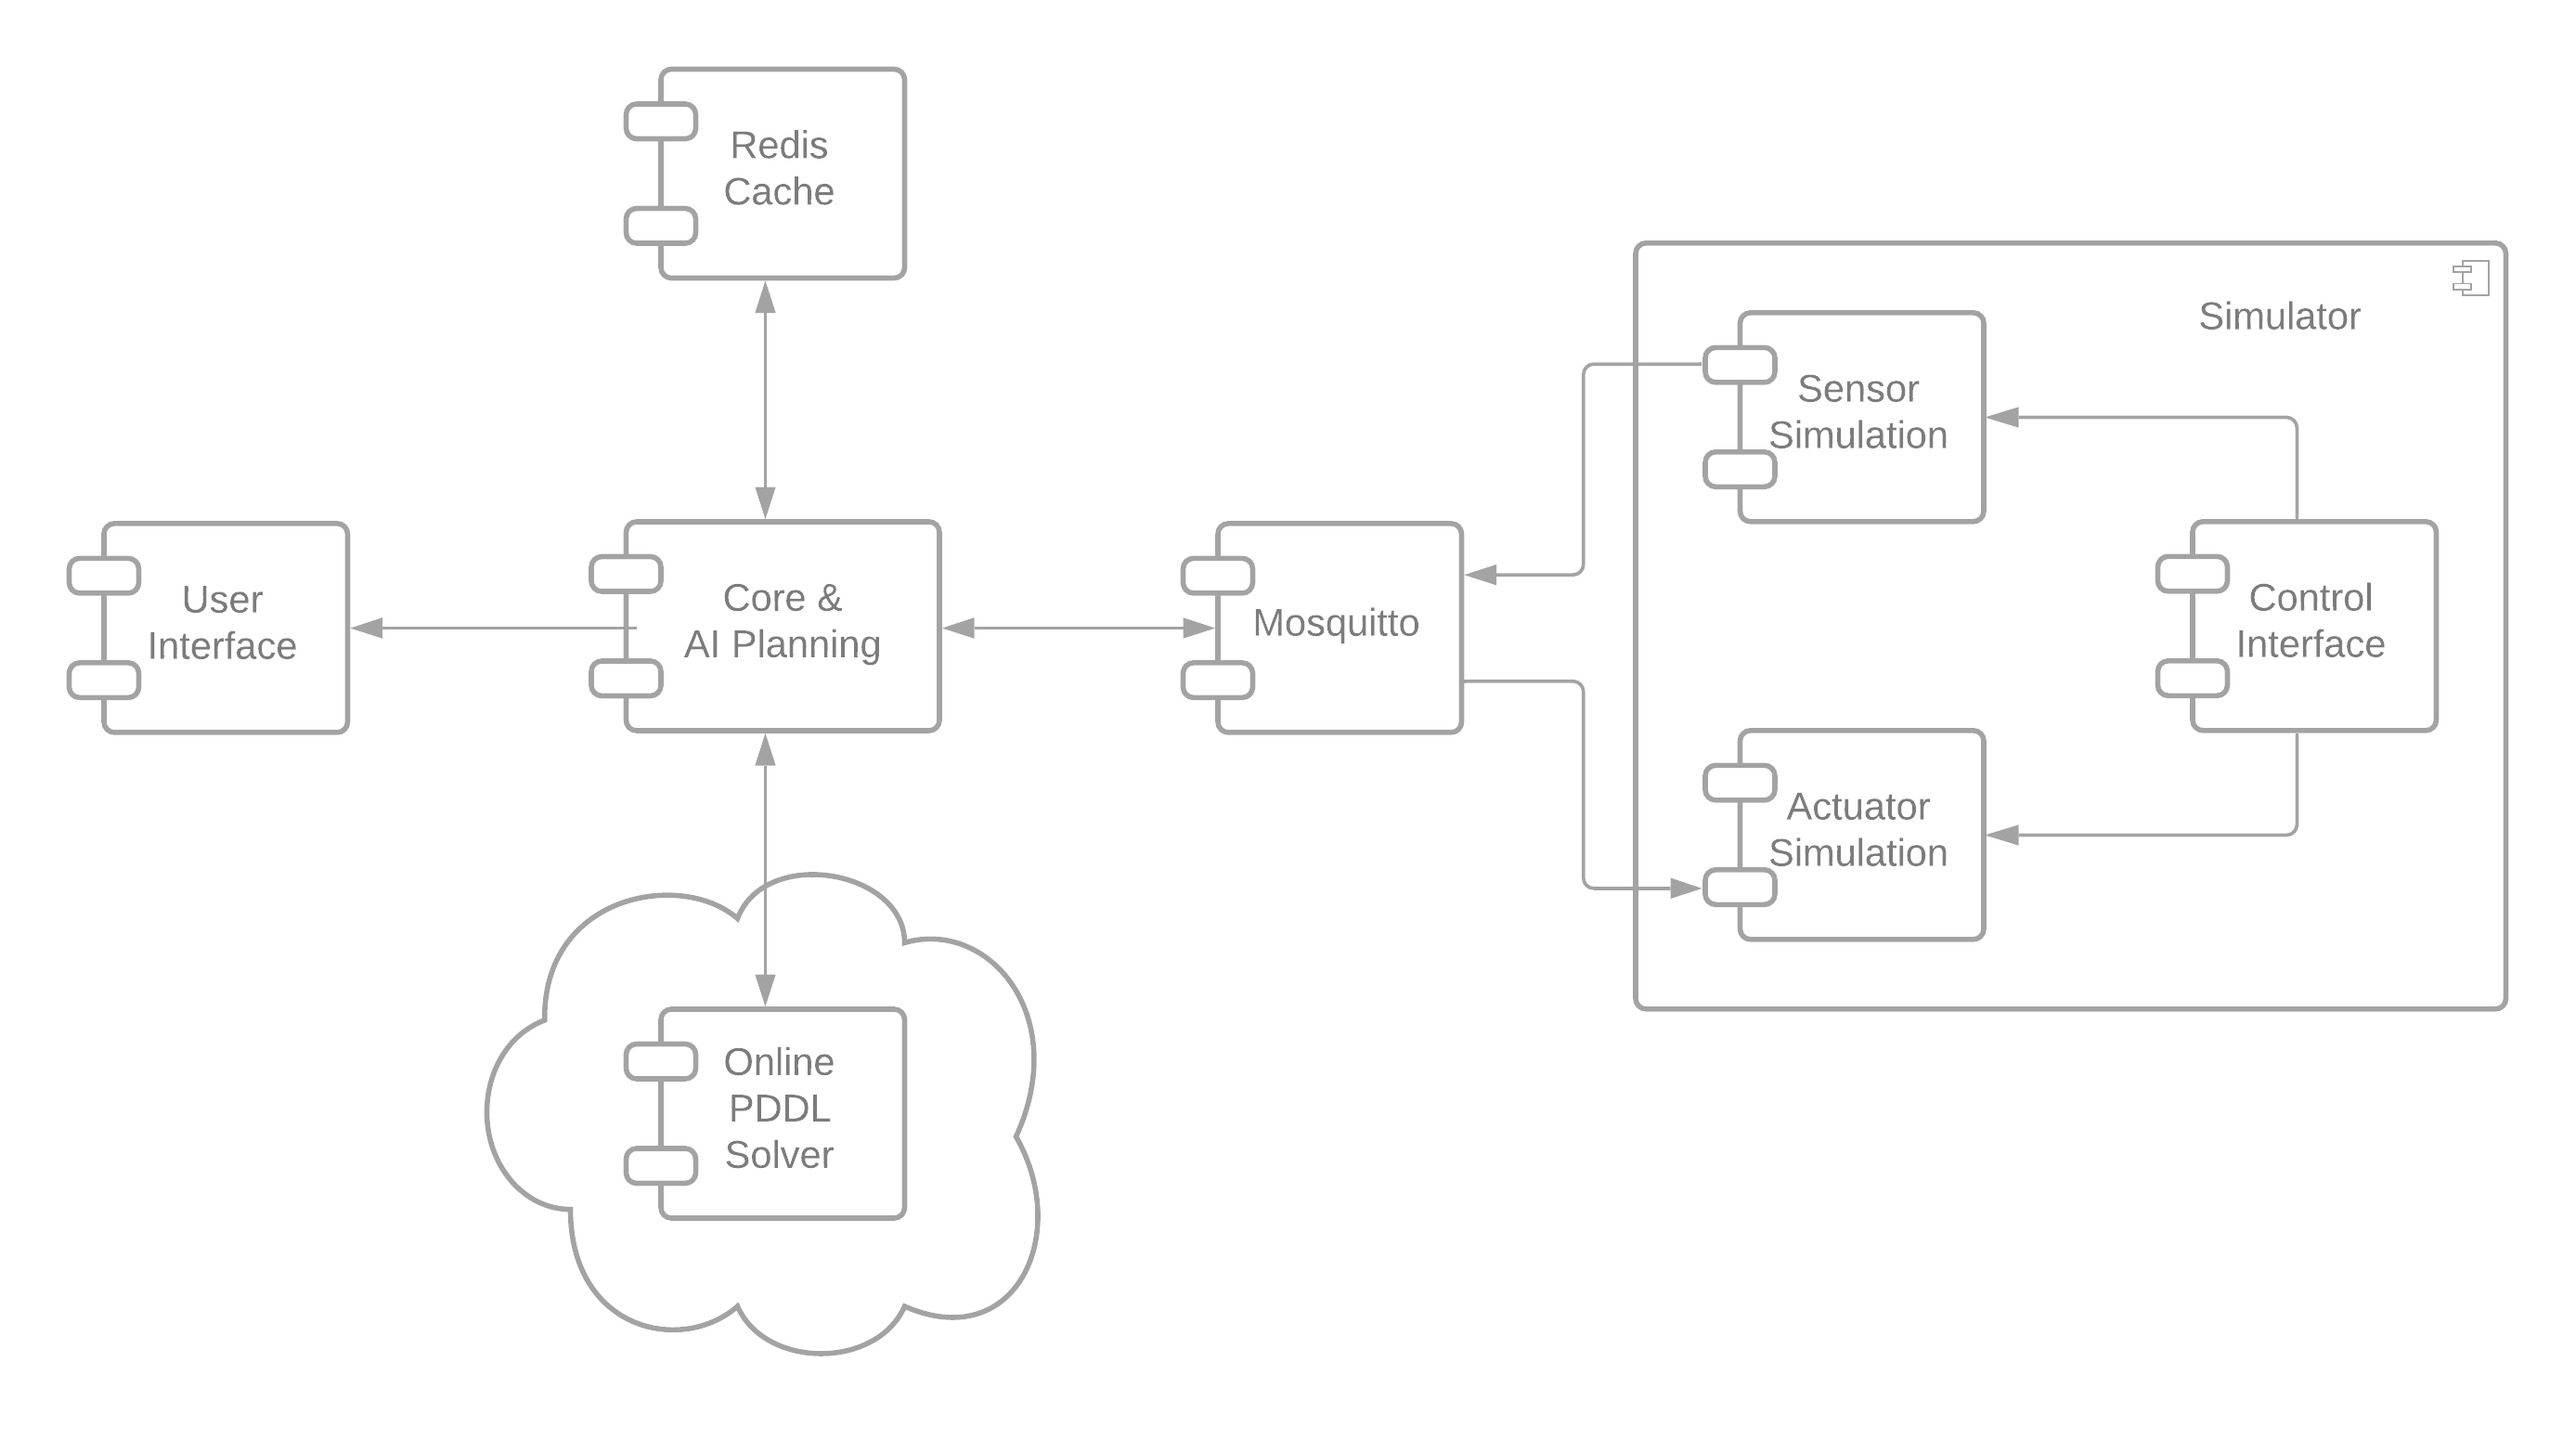 Redis
Cache
Simulator
Sensor
Simulation
User
Interface
Core &
AI Planning
Mosquitto
Control
Interface
Actuator
Simulation
Online
PDDL
Solver